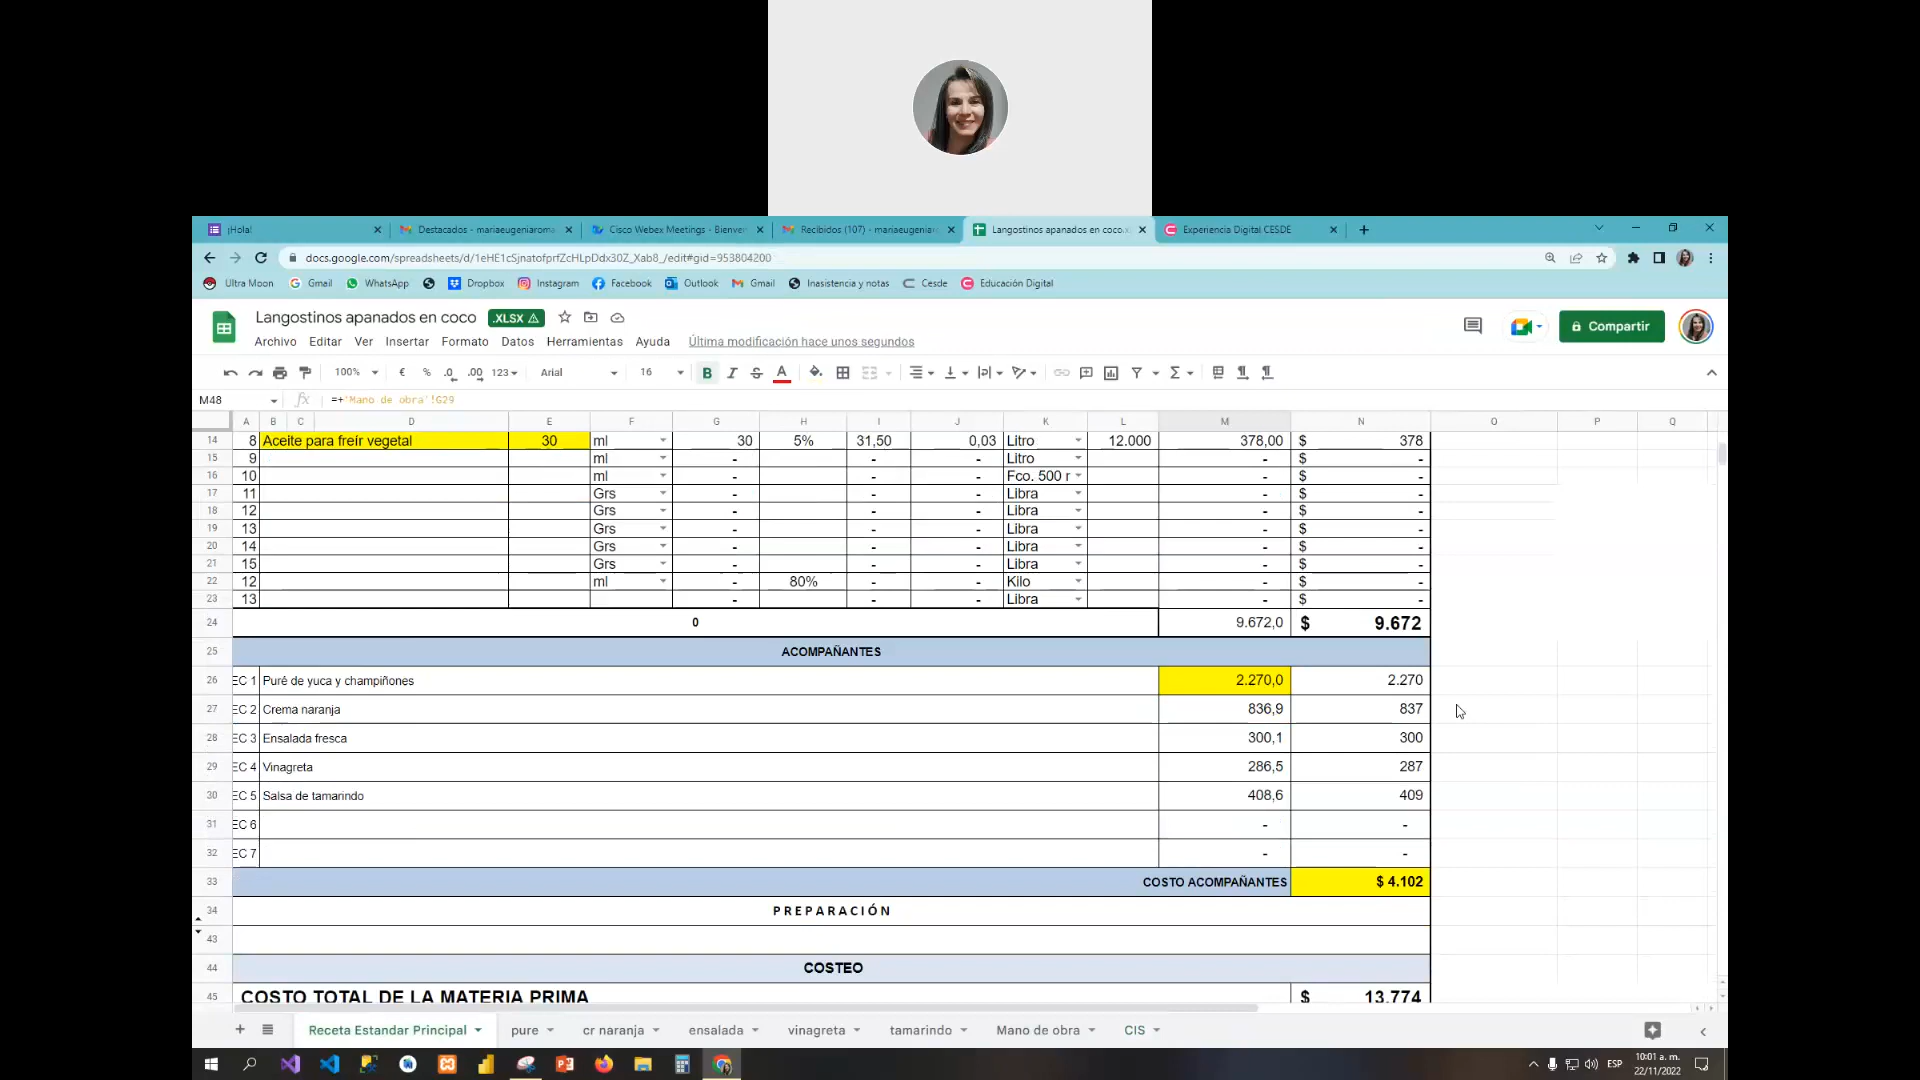 ¡Hola!
Destacados - mariaeugeniaroma
Cisco Webex Meetings - Bienve
Recibidos (107) - mariaeugenia
Langostinos apanados en coco.x
Experiencia Digital CESDE
docs.google.com/spreadsheets/d/1eHE1cSjnatofprfZcHLpDdx30Z_Xab8_/edit#gid=953804200
Ultra Moon Gmail WhatsApp Dropbox Instagram Facebook Outlook Gmail Inasistencia y notas Cesde Educación Digital
Langostinos apanados en coco .XLSX
Compartir
Archivo Editar Ver Insertar Formato Datos Herramientas Ayuda Última modificación hace unos segundos
100% € % .0 .00 123 Arial 16 B I S A
M48 fx =+'Mano de obra'!G29
A B C D E F G H I J K L M N O P Q
14 8 Aceite para freír vegetal 30 ml 30 5% 31,50 0,03 Litro 12.000 378,00 $ 378
15 9 ml - - - Litro - $ -
16 10 ml - - - Fco. 500 r - $ -
17 11 Grs - - - Libra - $ -
18 12 Grs - - - Libra - $ -
19 13 Grs - - - Libra - $ -
20 14 Grs - - - Libra - $ -
21 15 Grs - - - Libra - $ -
22 12 ml - 80% - - Kilo - $ -
23 13 - - - Libra - $ -
24 0 9.672,0 $ 9.672
25 ACOMPAÑANTES
26 EC 1 Puré de yuca y champiñones 2.270,0 2.270
27 EC 2 Crema naranja 836,9 837
28 EC 3 Ensalada fresca 300,1 300
29 EC 4 Vinagreta 286,5 287
30 EC 5 Salsa de tamarindo 408,6 409
31 EC 6 - -
32 EC 7 - -
33 COSTO ACOMPAÑANTES $ 4.102
34 PREPARACIÓN
43
44 COSTEO
45 COSTO TOTAL DE LA MATERIA PRIMA $ 13.774
Receta Estandar Principal pure cr naranja ensalada vinagreta tamarindo Mano de obra CIS
ESP
10:01 a. m.
22/11/2022